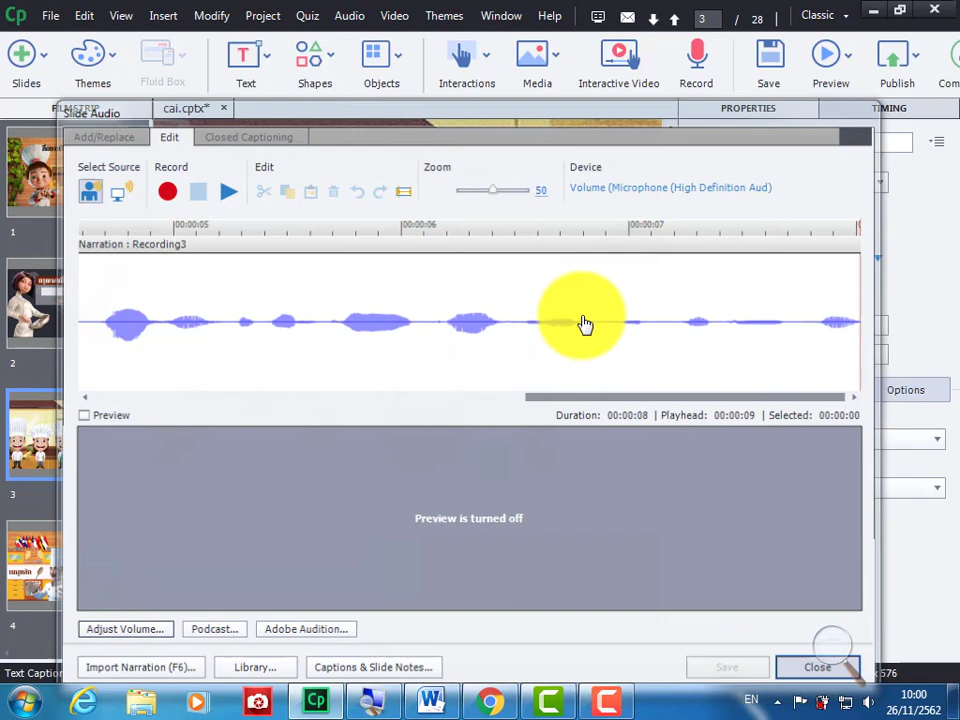 Cp File Edit View Insert Modify Project Quiz Audio Video Themes Window Help 3 / 28 Classic
Slides Themes Fluid Box Text Shapes Objects Interactions Media Interactive Video Record Save Preview Publish
cai.cptx* × PROPERTIES TIMING
Slide Audio
Add/Replace Edit Closed Captioning
Select Source Record Edit Zoom Device
50 Volume (Microphone (High Definition Aud)
00:00:05 00:00:06 00:00:07
Narration : Recording3
1
2
3
4
Options
Preview Duration: 00:00:08 | Playhead: 00:00:09 | Selected: 00:00:00
Preview is turned off
Adjust Volume... Podcast... Adobe Audition...
Import Narration (F6)... Library... Captions & Slide Notes... Save Close
Text Caption
EN 10:00
26/11/2562